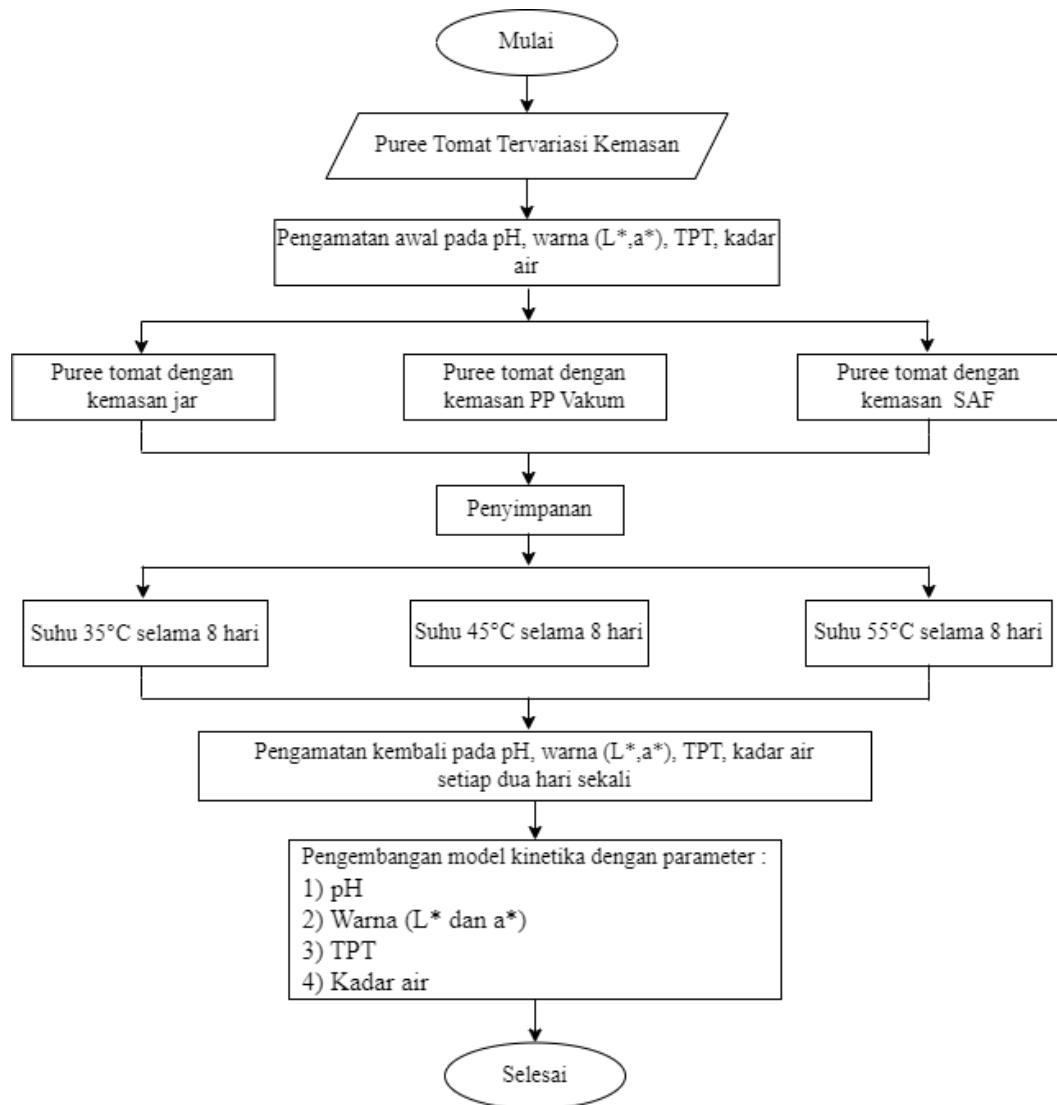 Mulai
Puree Tomat Tervariasi Kemasan
Pengamatan awal pada pH, warna (L*,a*), TPT, kadar
air
Puree tomat dengan
kemasan jar
Puree tomat dengan
kemasan PP Vakum
Puree tomat dengan
kemasan SAF
Penyimpanan
Suhu 35°C selama 8 hari
Suhu 45°C selama 8 hari
Suhu 55°C selama 8 hari
Pengamatan kembali pada pH, warna (L*,a*), TPT, kadar air
setiap dua hari sekali
Pengembangan model kinetika dengan parameter :
1) pH
2) Warna (L* dan a*)
3) TPT
4) Kadar air
Selesai